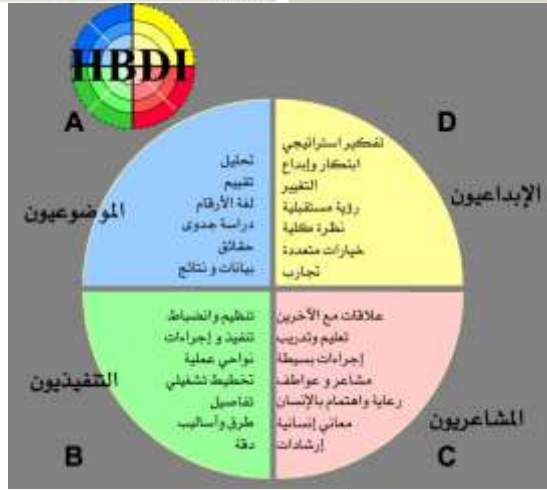 HBDI
A
الموضوعيون
تحليل
تقييم
لغة الأرقام
دراسة جدوى
حقائق
بيانات و نتائج
D
الإبداعيون
تفكير استراتيجي
ابتكار وإبداع
التغيير
رؤية مستقبلية
نظرة كلية
خيارات متعددة
تجارب
B
التنفيذيون
تنظيم وانضباط
تنفيذ و إجراءات
نواحي عملية
تخطيط تشغيلي
تفاصيل
طرق وأساليب
دقة
C
المشاعريون
علاقات مع الآخرين
تعليم وتدريب
إجراءات بسيطة
مشاعر و عواطف
رعاية واهتمام بالإنسان
معاني إنسانية
إرشادات